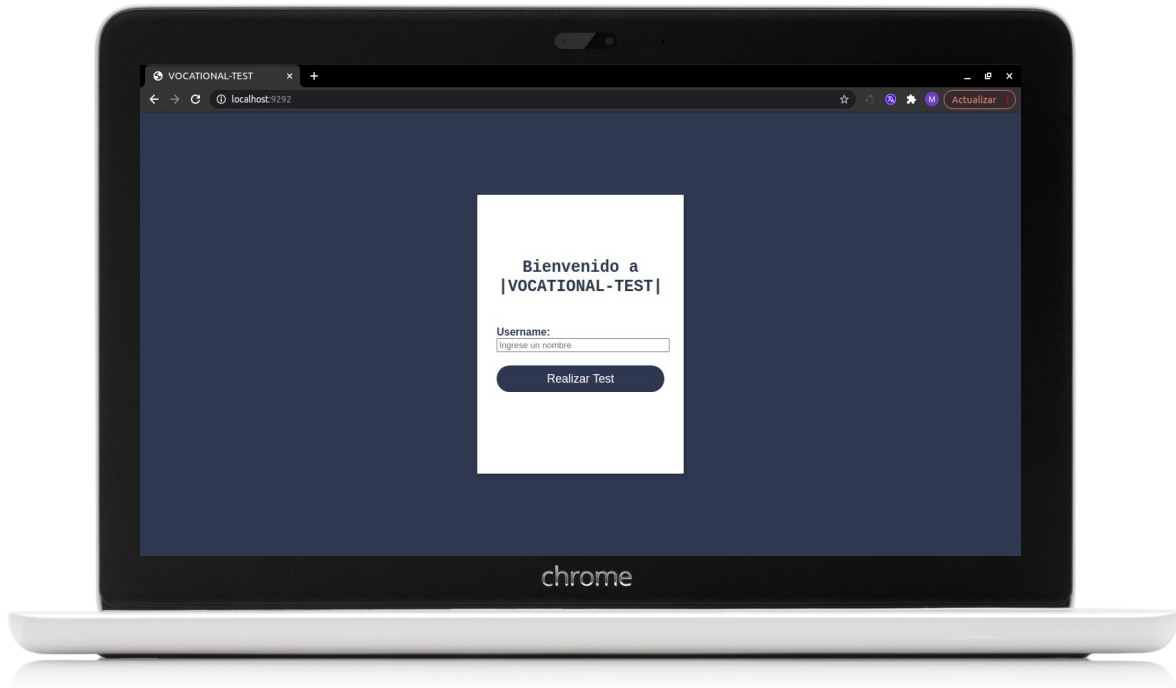 VOCATIONAL-TEST
localhost:9292
M
Actualizar
Bienvenido a
|VOCATIONAL-TEST|
Username:
Ingrese un nombre
Realizar Test
chrome